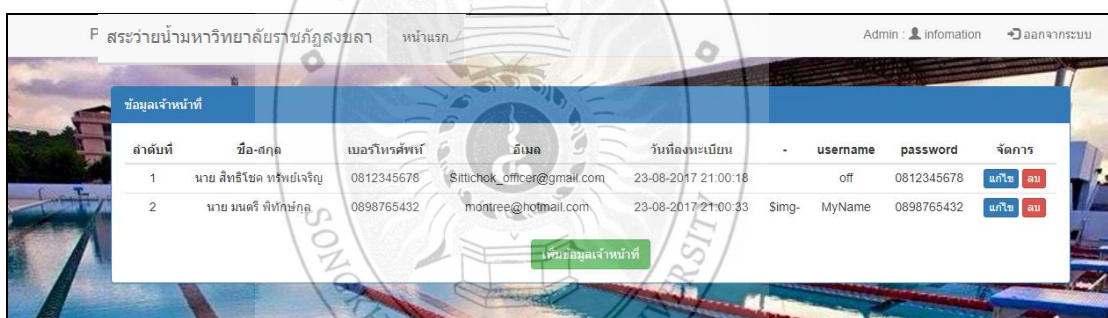 P สระว่ายน้ำมหาวิทยาลัยราชภัฏสงขลา หน้าแรก Admin : infomation ออกจากระบบ
ข้อมูลเจ้าหน้าที่
ลำดับที่ ชื่อ-สกุล เบอร์โทรศัพท์ อีเมล วันที่ลงทะเบียน - username password จัดการ
1 นาย สิทธิโชค ทรัพย์เจริญ 0812345678 Sittichok_officer@gmail.com 23-08-2017 21:00:18 off 0812345678 แก้ไข ลบ
2 นาย มนตรี พิทักษ์กุล 0898765432 montree@hotmail.com 23-08-2017 21:00:33 $img- MyName 0898765432 แก้ไข ลบ
เพิ่มข้อมูลเจ้าหน้าที่